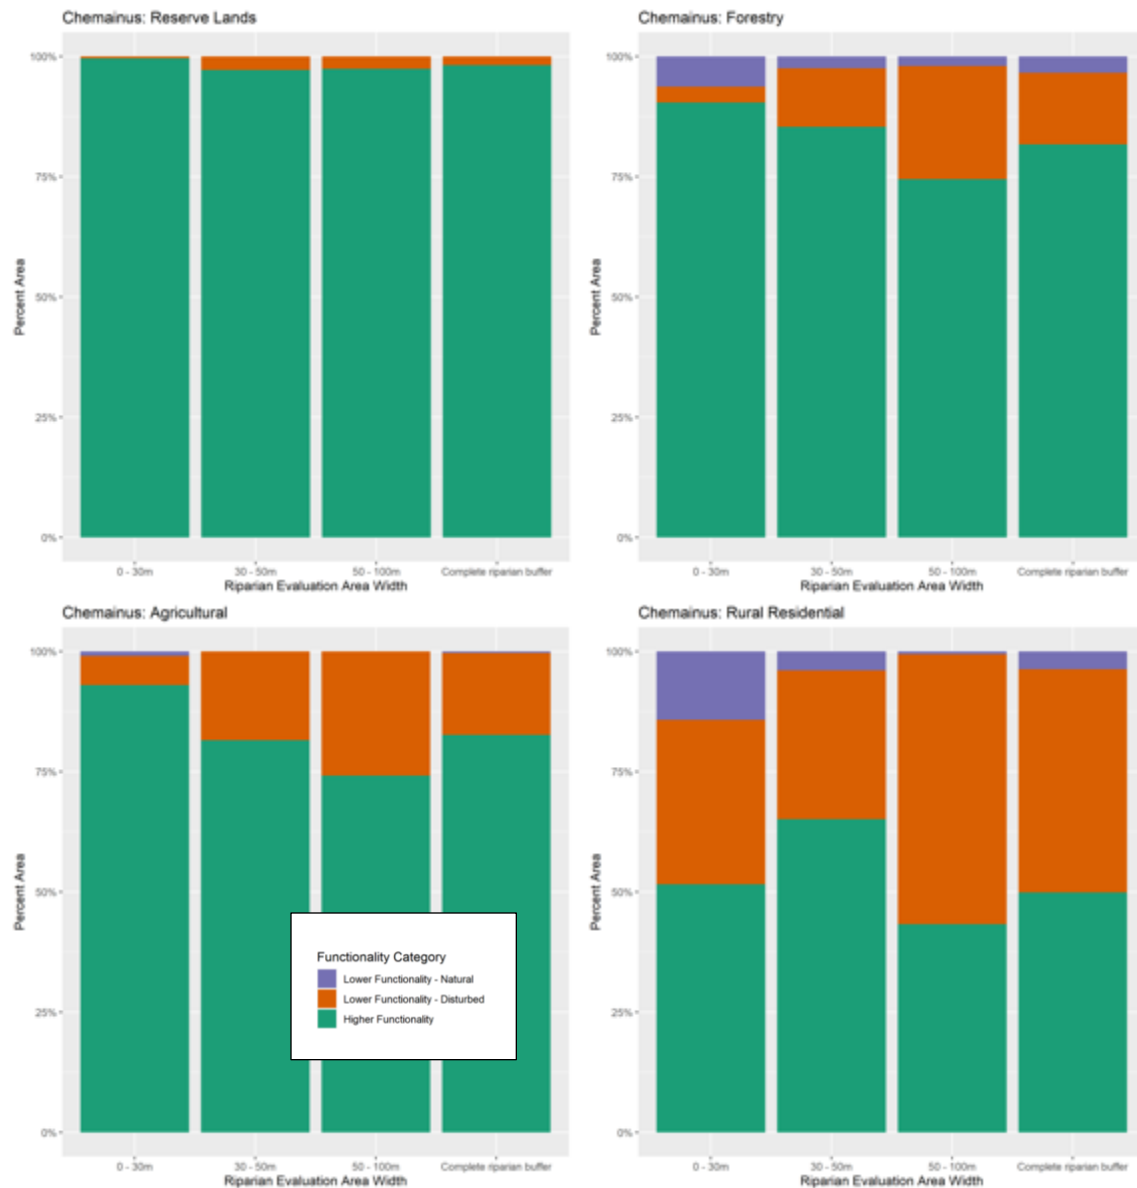 Chemainus: Reserve Lands
100%
75%
50%
25%
0%
Percent Area
0 - 30m
30 - 50m
50 - 100m
Complete riparian buffer
Riparian Evaluation Area Width
Chemainus: Forestry
100%
75%
50%
25%
0%
Percent Area
0 - 30m
30 - 50m
50 - 100m
Complete riparian buffer
Riparian Evaluation Area Width
Chemainus: Agricultural
100%
75%
50%
25%
0%
Percent Area
Functionality Category
Lower Functionality - Natural
Lower Functionality - Disturbed
Higher Functionality
0 - 30m
30 - 50m
50 - 100m
Complete riparian buffer
Riparian Evaluation Area Width
Chemainus: Rural Residential
100%
75%
50%
25%
0%
Percent Area
0 - 30m
30 - 50m
50 - 100m
Complete riparian buffer
Riparian Evaluation Area Width